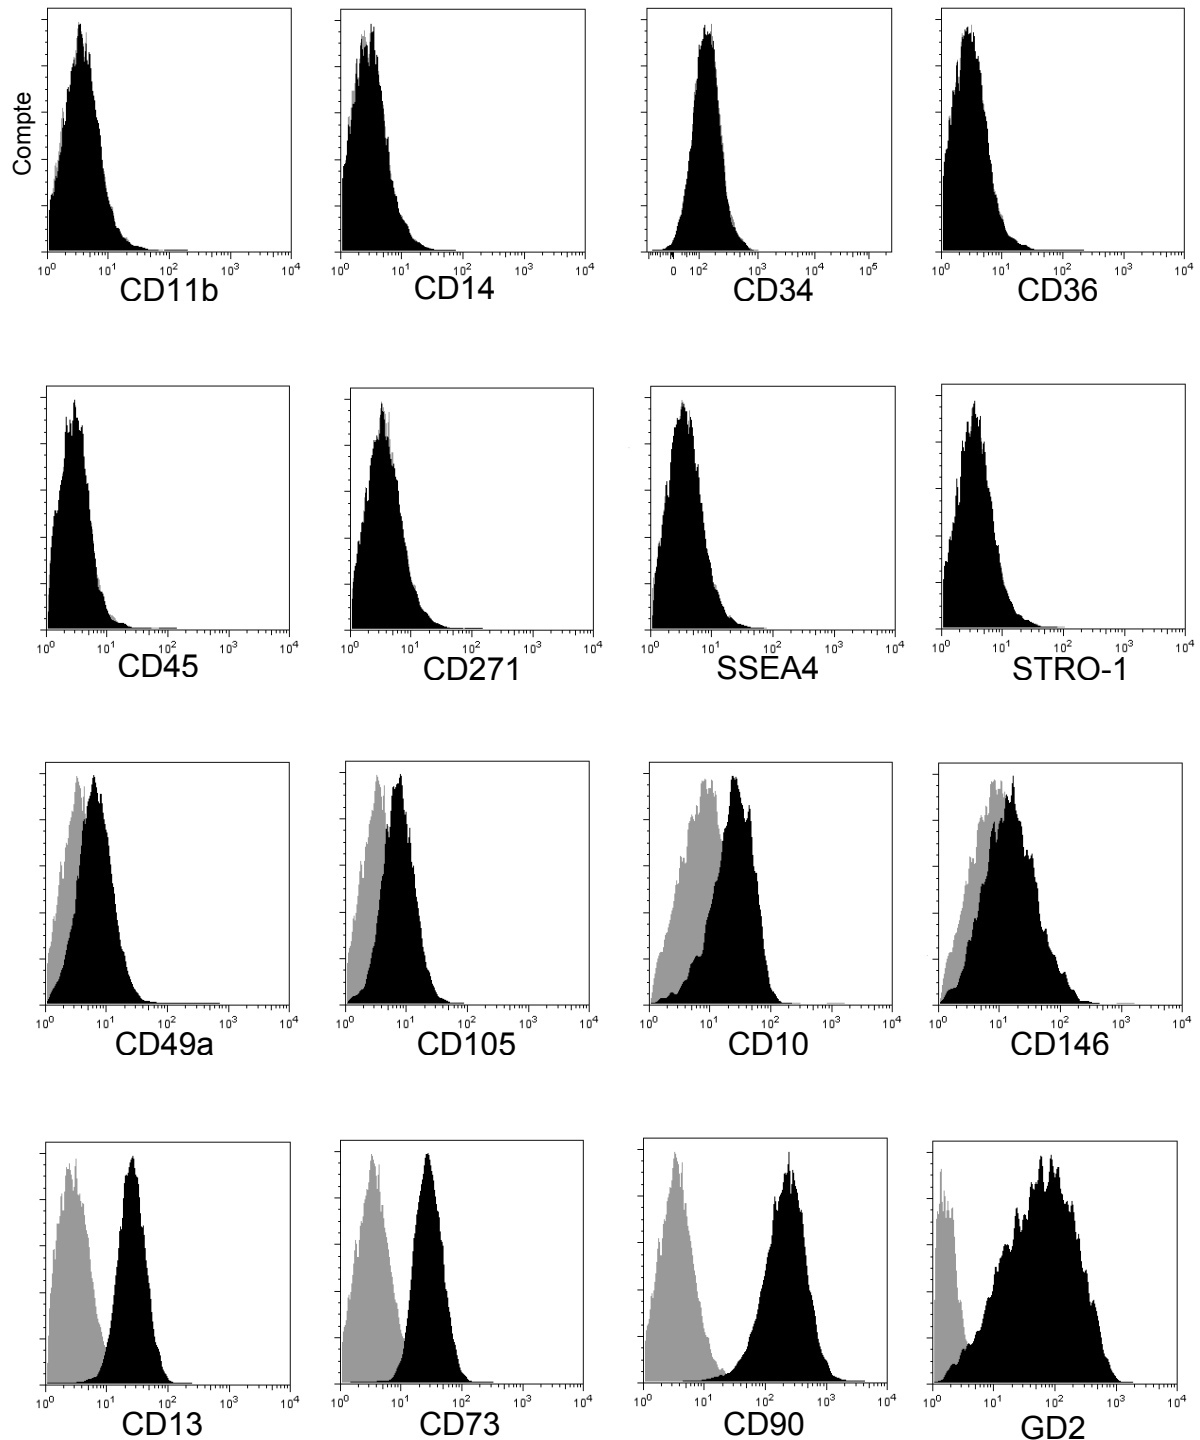 Compte
10⁰ 10¹ 10² 10³ 10⁴
CD11b
10⁰ 10¹ 10² 10³ 10⁴
CD14
0 10² 10³ 10⁴ 10⁵
CD34
10⁰ 10¹ 10² 10³ 10⁴
CD36
10⁰ 10¹ 10² 10³ 10⁴
CD45
10⁰ 10¹ 10² 10³ 10⁴
CD271
10⁰ 10¹ 10² 10³ 10⁴
SSEA4
10⁰ 10¹ 10² 10³ 10⁴
STRO-1
10⁰ 10¹ 10² 10³ 10⁴
CD49a
10⁰ 10¹ 10² 10³ 10⁴
CD105
10⁰ 10¹ 10² 10³ 10⁴
CD10
10⁰ 10¹ 10² 10³ 10⁴
CD146
10⁰ 10¹ 10² 10³ 10⁴
CD13
10⁰ 10¹ 10² 10³ 10⁴
CD73
10⁰ 10¹ 10² 10³ 10⁴
CD90
10⁰ 10¹ 10² 10³ 10⁴
GD2